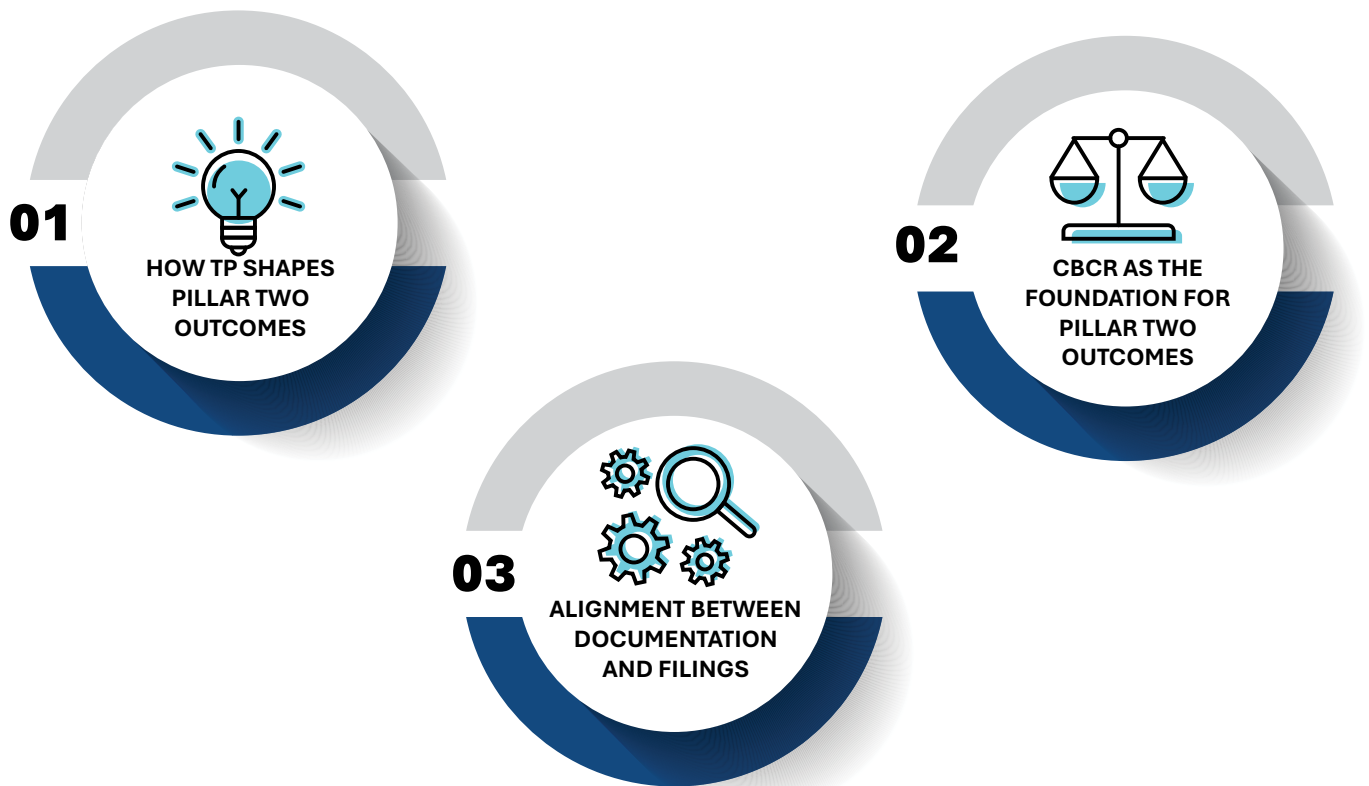 01
HOW TP SHAPES
PILLAR TWO
OUTCOMES
02
CBCR AS THE
FOUNDATION FOR
PILLAR TWO
OUTCOMES
03
ALIGNMENT BETWEEN
DOCUMENTATION
AND FILINGS